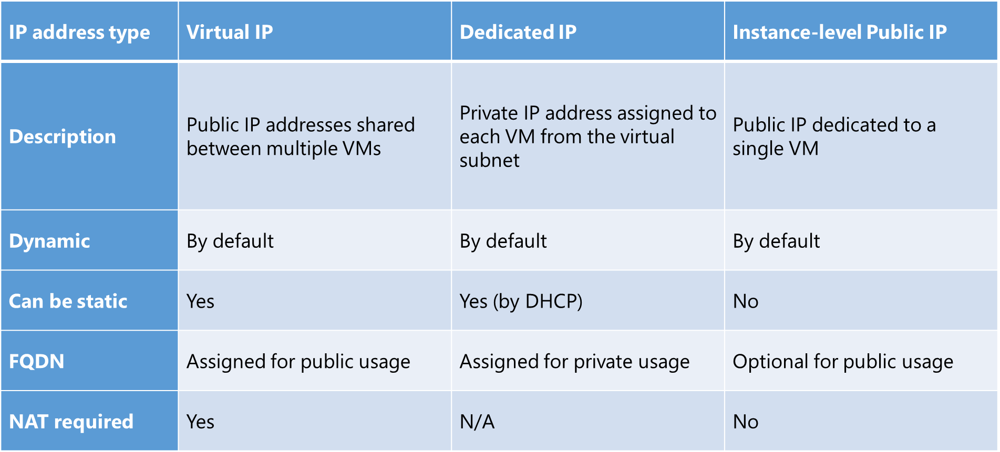 IP address type
Virtual IP
Dedicated IP
Instance-level Public IP
Description
Public IP addresses shared
between multiple VMs
Private IP address assigned to
each VM from the virtual
subnet
Public IP dedicated to a
single VM
Dynamic
By default
By default
By default
Can be static
Yes
Yes (by DHCP)
No
FQDN
Assigned for public usage
Assigned for private usage
Optional for public usage
NAT required
Yes
N/A
No